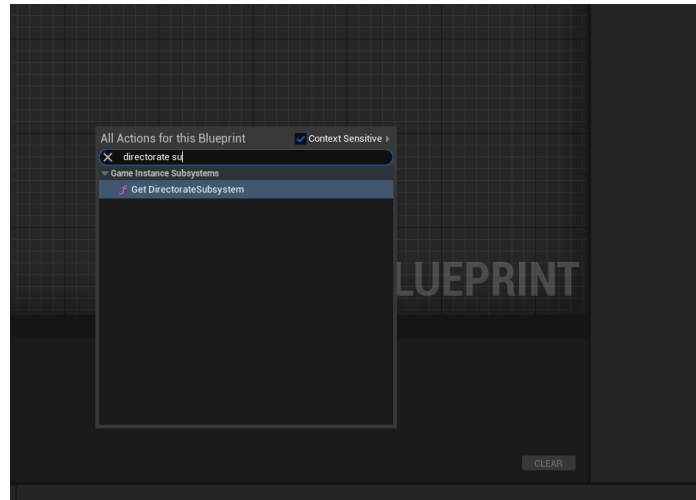 All Actions for this Blueprint
Context Sensitive
directorate su
Game Instance Subsystems
Get DirectorateSubsystem
LUEPRINT
CLEAR